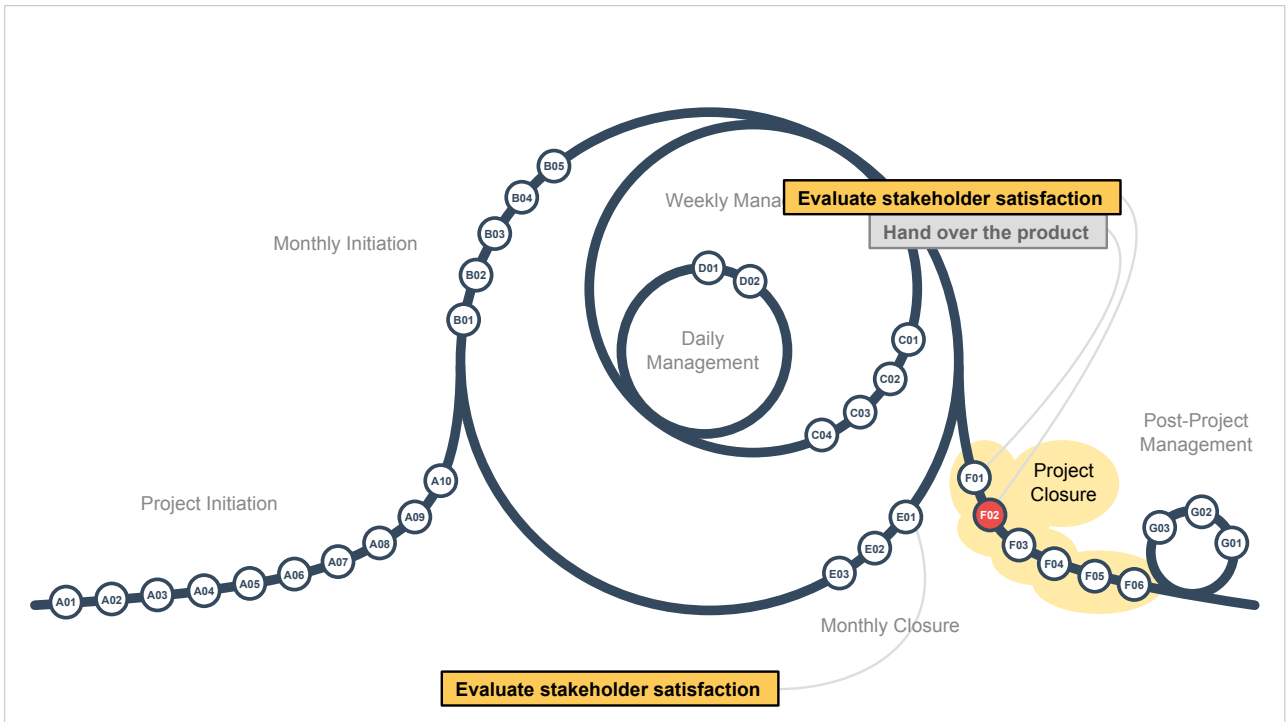 B05
B04
B03
B02
B01
Monthly Initiation
Weekly
Evaluate stakeholder satisfaction
Hand over the product
D01
D02
Daily
Management
C01
C02
C03
C04
Post-Project
Management
A10
A09
A08
A07
A06
A05
A04
A03
A02
A01
Project Initiation
E01
E02
E03
Monthly Closure
F01
F02
F03
F04
F05
F06
Project
Closure
G03
G02
G01
Evaluate stakeholder satisfaction